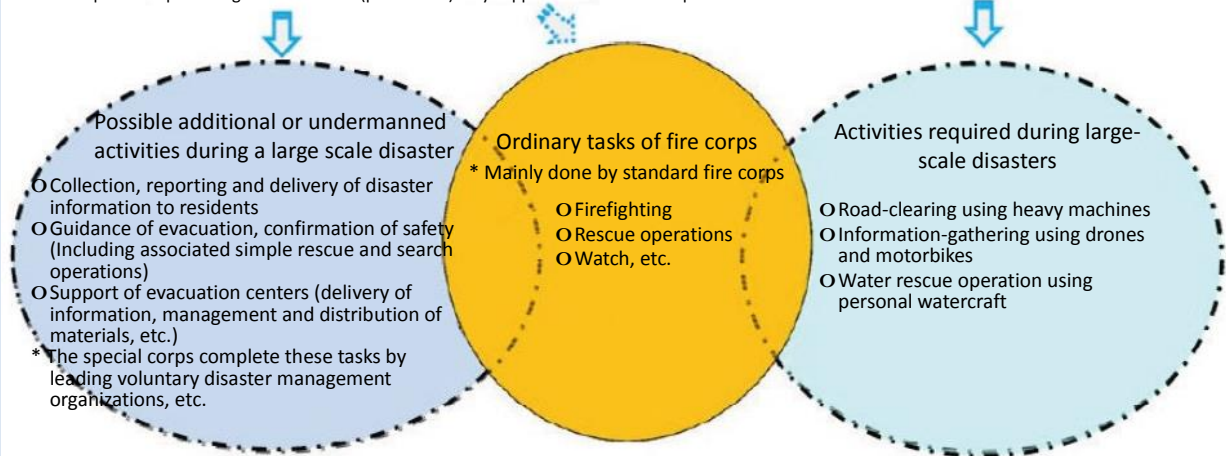 Possible additional or undermanned
activities during a large scale disaster
O Collection, reporting and delivery of disaster
information to residents
O Guidance of evacuation, confirmation of safety
(Including associated simple rescue and search
operations)
O Support of evacuation centers (delivery of
information, management and distribution of
materials, etc.)
* The special corps complete these tasks by
leading voluntary disaster management
organizations, etc.
Ordinary tasks of fire corps
* Mainly done by standard fire corps
O Firefighting
O Rescue operations
O Watch, etc.
Activities required during large-
scale disasters
O Road-clearing using heavy machines
O Information-gathering using drones
and motorbikes
O Water rescue operation using
personal watercraft